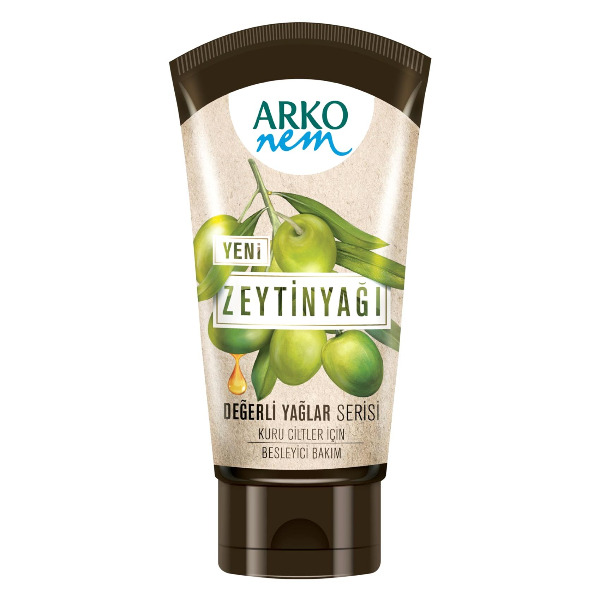 ARKO
nem
YENİ
ZEYTİNYAĞI
DEĞERLİ YAĞLAR SERİSİ
KURU CİLTLER İÇİN
BESLEYİCİ BAKIM